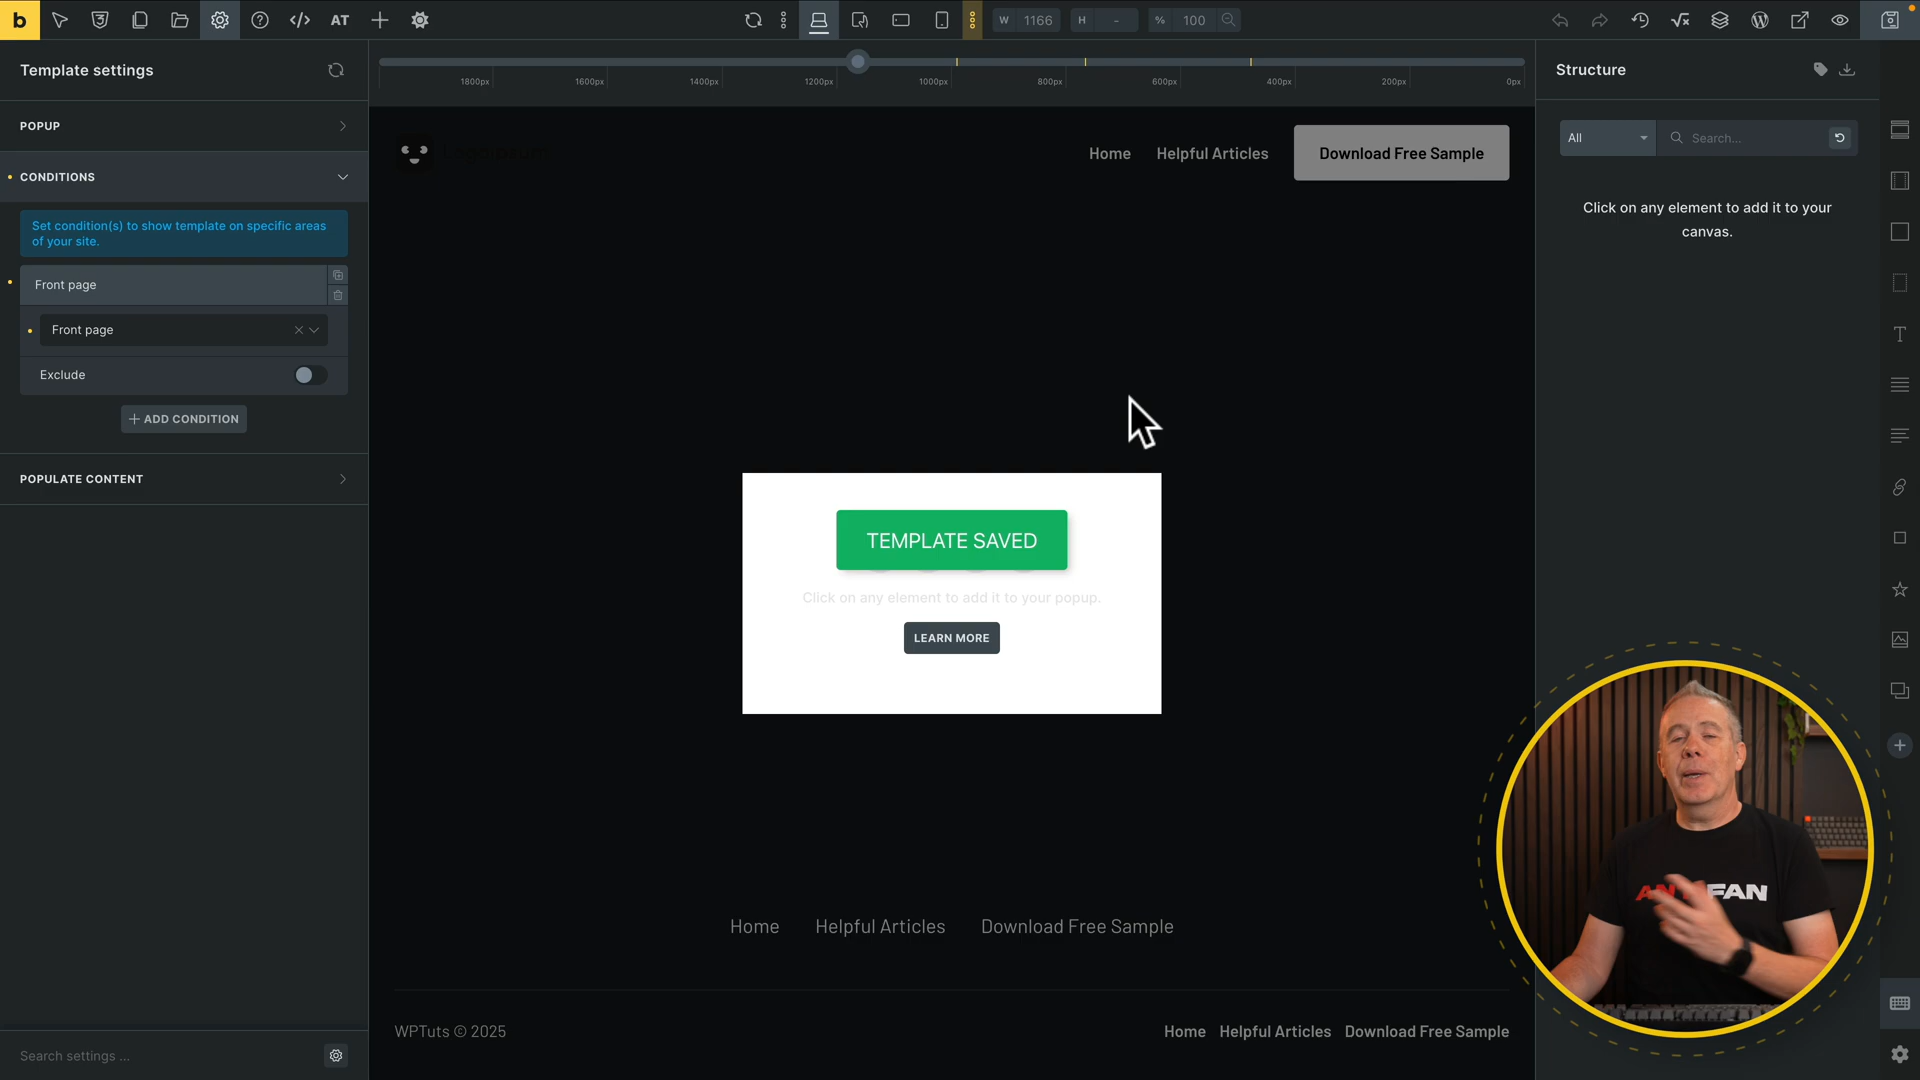 b
AT
W 1166
H -
% 100
Template settings
1800px
1600px
1400px
1200px
1000px
800px
600px
400px
200px
0px
Structure
POPUP
CONDITIONS
Set condition(s) to show template on specific areas
of your site.
Front page
Front page
Exclude
+ ADD CONDITION
POPULATE CONTENT
Search settings ...
Home
Helpful Articles
Download Free Sample
All
Search...
Click on any element to add it to your
canvas.
TEMPLATE SAVED
Click on any element to add it to your popup.
LEARN MORE
Home
Helpful Articles
Download Free Sample
WPTuts © 2025
Home
Helpful Articles
Download Free Sample